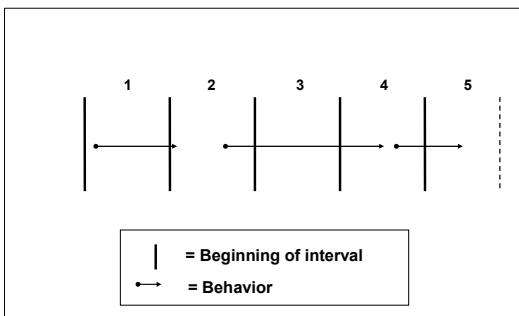 1 2 3 4 5
= Beginning of interval
= Behavior